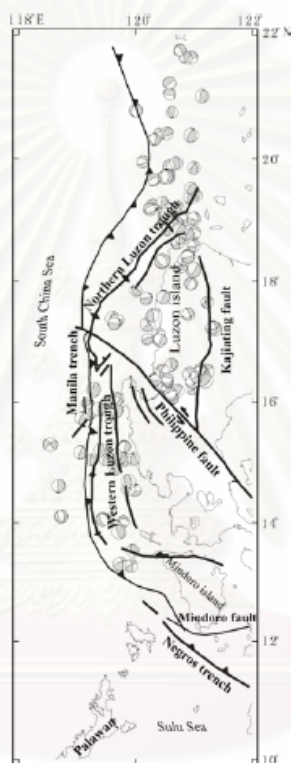 118°E
120°
122°
22°N
20°
18°
16°
14°
12°
10°
South China Sea
Northern Luzon trough
Luzon island
Kajiating fault
Manila trench
Western Luzon trough
Philippine fault
Mindoro island
Mindoro fault
Negros trench
Palawan
Sulu Sea